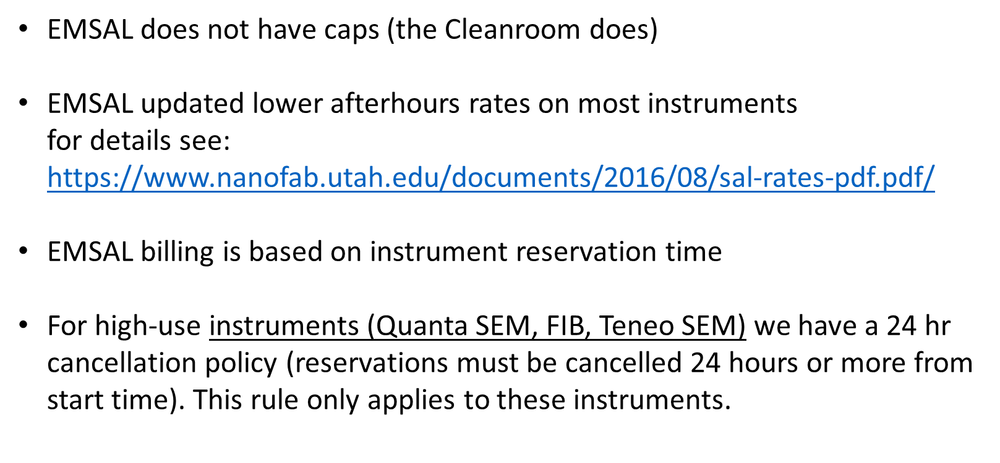 • EMSAL does not have caps (the Cleanroom does)
• EMSAL updated lower afterhours rates on most instruments
for details see:
https://www.nanofab.utah.edu/documents/2016/08/sal-rates-pdf.pdf/
• EMSAL billing is based on instrument reservation time
• For high-use instruments (Quanta SEM, FIB, Teneo SEM) we have a 24 hr
cancellation policy (reservations must be cancelled 24 hours or more from
start time). This rule only applies to these instruments.